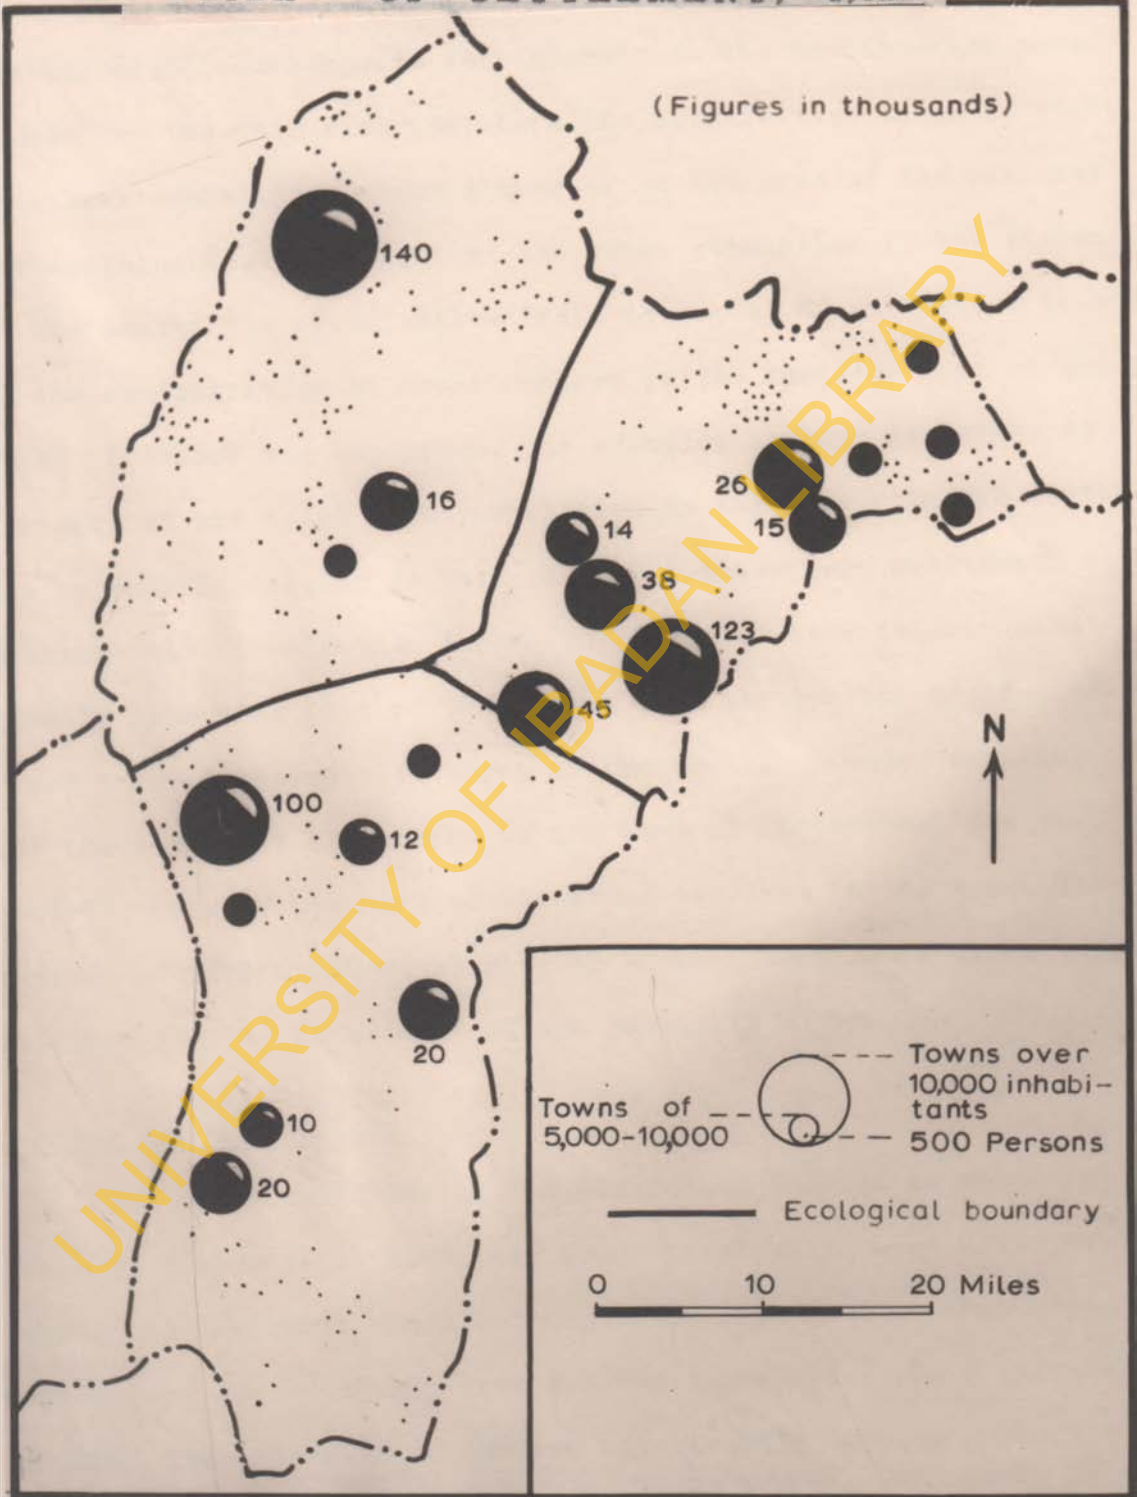 OF SETTLEMENT,
(Figures in thousands)
140
16
26
15
14
38
123
45
N
100
12
20
10
20
Towns over
10,000 inhabi-
tants
Towns of
5,000-10,000
500 Persons
Ecological boundary
0 10 20 Miles
UNIVERSITY OF IBADAN LIBRARY